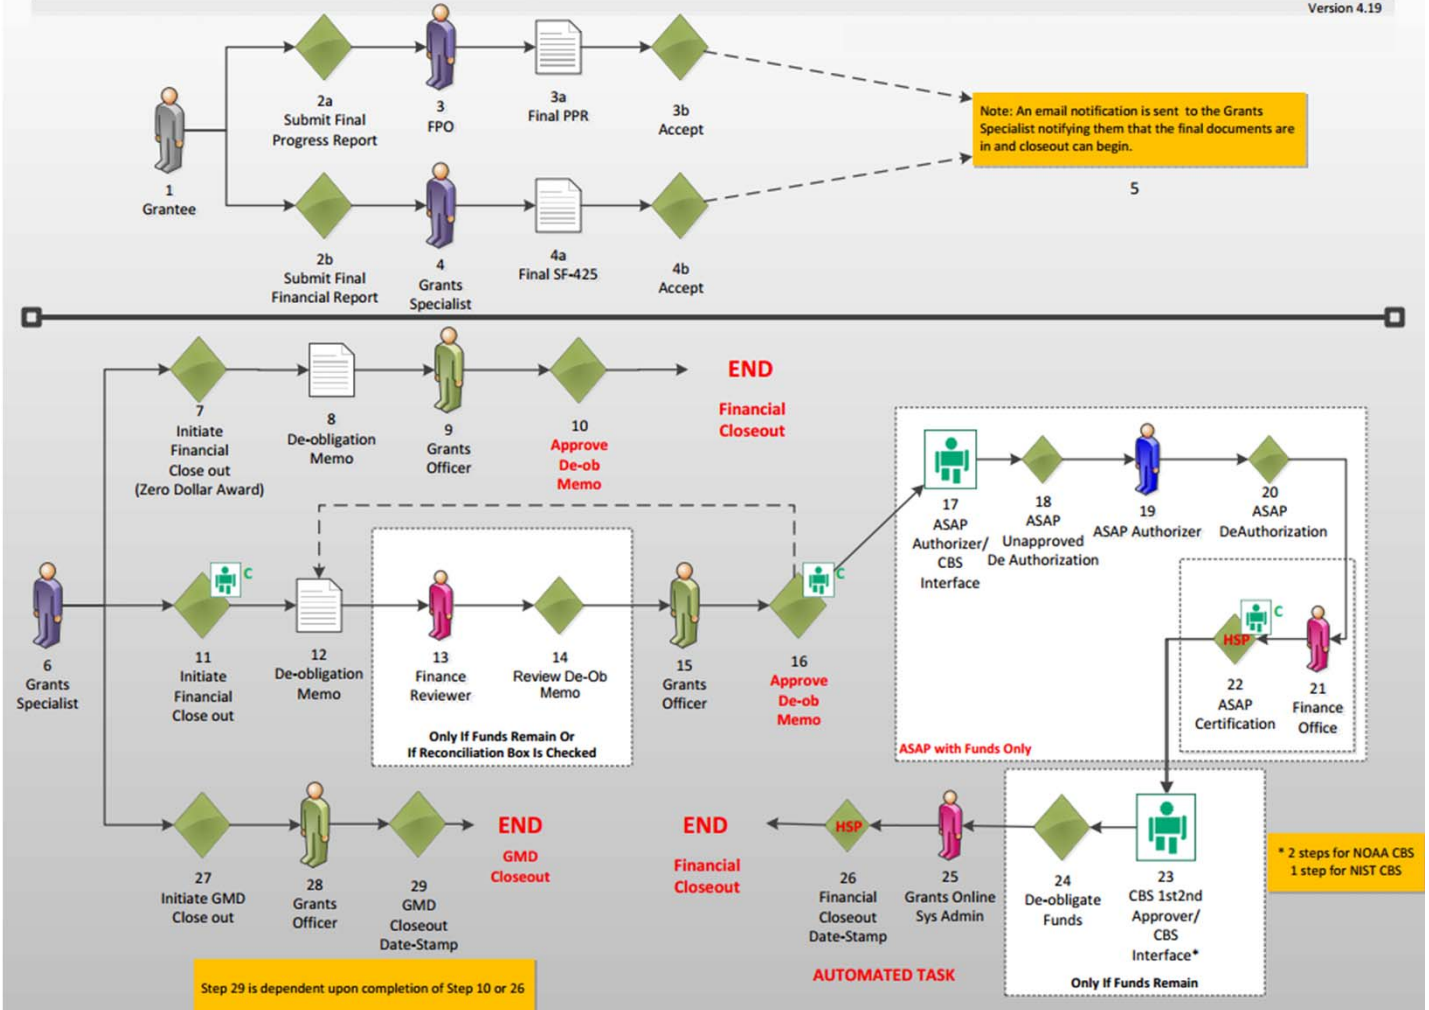 Version 4.19
2a
Submit Final
Progress Report
3
FPO
3a
Final PPR
3b
Accept
Note: An email notification is sent to the Grants
Specialist notifying them that the final documents are
in and closeout can begin.
5
1
Grantee
2b
Submit Final
Financial Report
4
Grants
Specialist
4a
Final SF-425
4b
Accept
7
Initiate
Financial
Close out
(Zero Dollar Award)
8
De-obligation
Memo
9
Grants
Officer
10
Approve
De-ob
Memo
END
Financial
Closeout
6
Grants
Specialist
C
11
Initiate
Financial
Close out
12
De-obligation
Memo
13
Finance
Reviewer
14
Review De-Ob
Memo
Only If Funds Remain Or
If Reconciliation Box Is Checked
15
Grants
Officer
C
16
Approve
De-ob
Memo
17
ASAP
Authorizer/
CBS
Interface
18
ASAP
Unapproved
De Authorization
19
ASAP Authorizer
20
ASAP
DeAuthorization
21
Finance
Office
HSP
C
22
ASAP
Certification
ASAP with Funds Only
23
CBS 1st2nd
Approver/
CBS
Interface*
24
De-obligate
Funds
Only If Funds Remain
* 2 steps for NOAA CBS
1 step for NIST CBS
25
Grants Online
Sys Admin
HSP
26
Financial
Closeout
Date-Stamp
AUTOMATED TASK
END
Financial
Closeout
27
Initiate GMD
Close out
28
Grants
Officer
29
GMD
Closeout
Date-Stamp
END
GMD
Closeout
Step 29 is dependent upon completion of Step 10 or 26